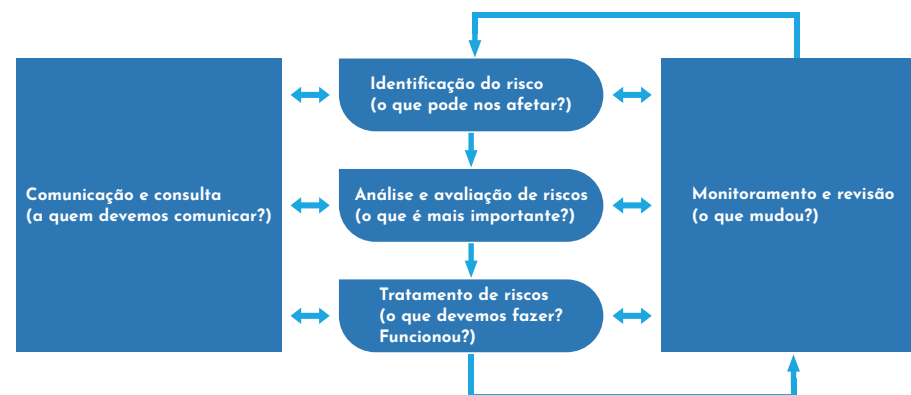 Identificação do risco
(o que pode nos afetar?)
Comunicação e consulta
(a quem devemos comunicar?)
Análise e avaliação de riscos
(o que é mais importante?)
Monitoramento e revisão
(o que mudou?)
Tratamento de riscos
(o que devemos fazer?
Funcionou?)